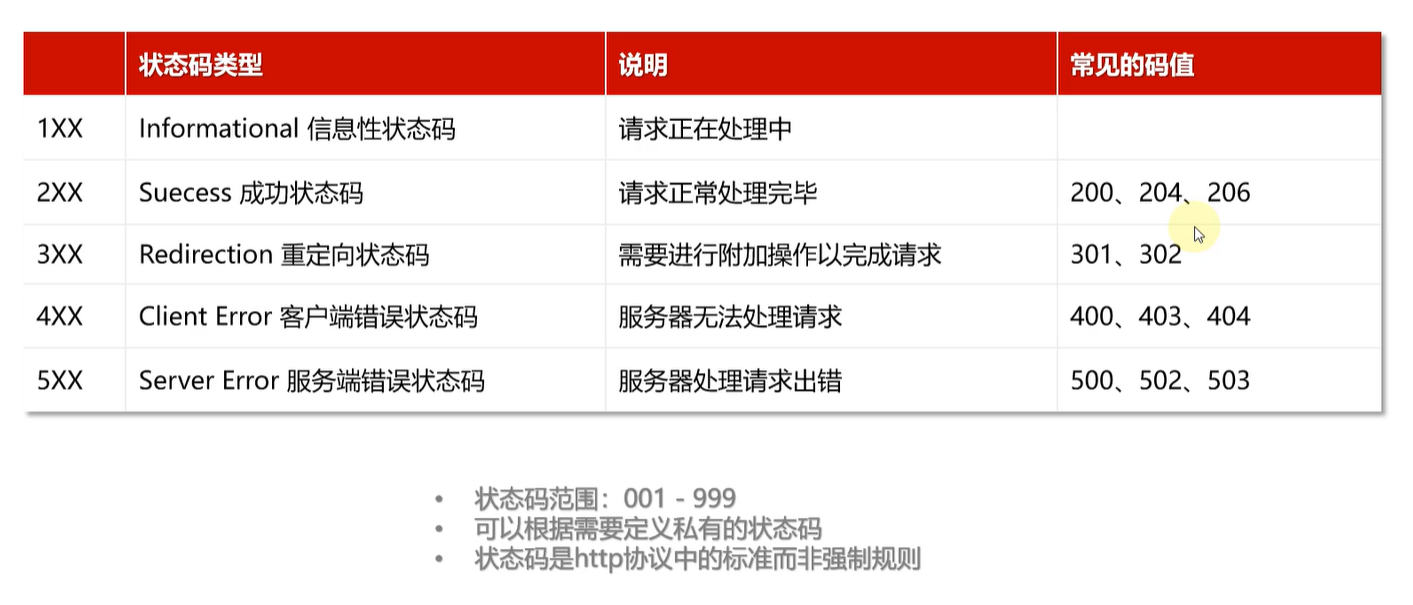 状态码类型 说明 常见的码值
1XX Informational 信息性状态码 请求正在处理中
2XX Suecess 成功状态码 请求正常处理完毕 200、204、206
3XX Redirection 重定向状态码 需要进行附加操作以完成请求 301、302
4XX Client Error 客户端错误状态码 服务器无法处理请求 400、403、404
5XX Server Error 服务端错误状态码 服务器处理请求出错 500、502、503
• 状态码范围：001 - 999
• 可以根据需要定义私有的状态码
• 状态码是http协议中的标准而非强制规则